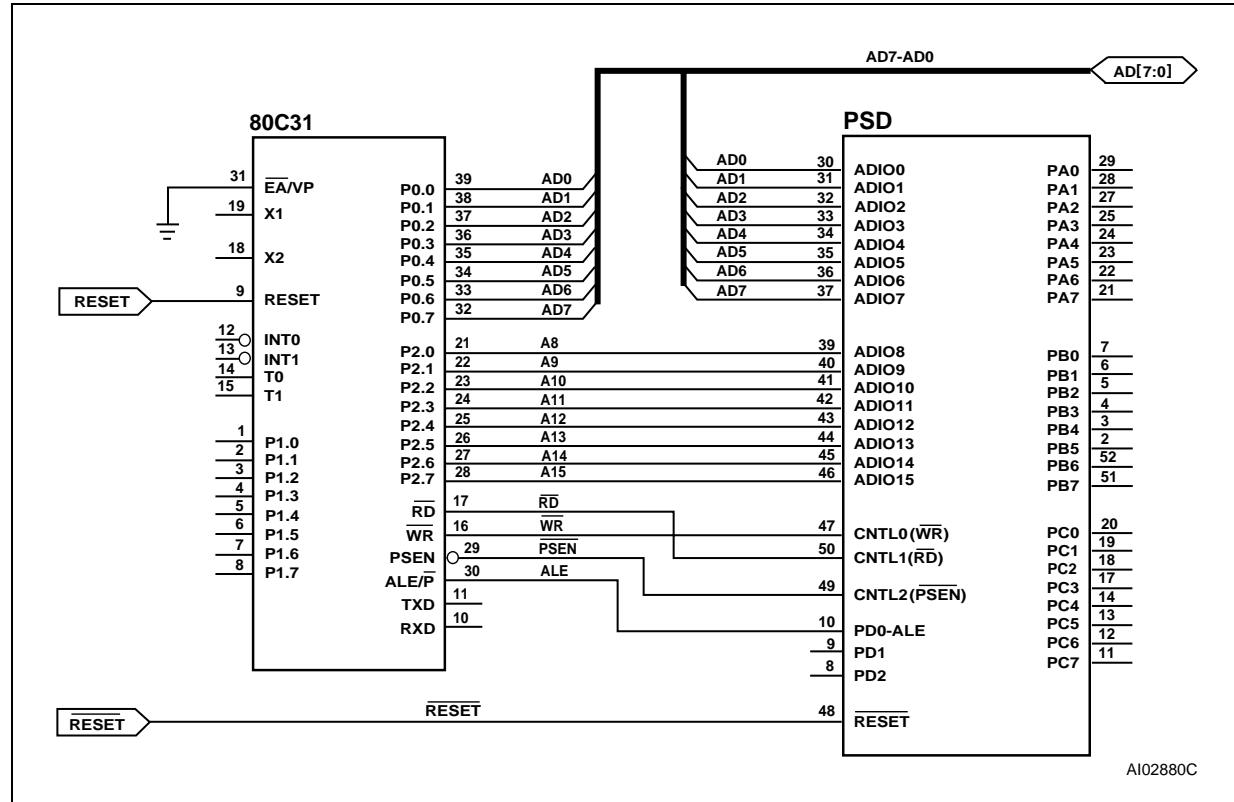 AD7-AD0
AD[7:0]
80C31
PSD
31 EA/VP
19 X1
18 X2
RESET
9 RESET
12 INT0
13 INT1
14 T0
15 T1
1 P1.0
2 P1.1
3 P1.2
4 P1.3
5 P1.4
6 P1.5
7 P1.6
8 P1.7
P0.0 39 AD0
P0.1 38 AD1
P0.2 37 AD2
P0.3 36 AD3
P0.4 35 AD4
P0.5 34 AD5
P0.6 33 AD6
P0.7 32 AD7
P2.0 21 A8
P2.1 22 A9
P2.2 23 A10
P2.3 24 A11
P2.4 25 A12
P2.5 26 A13
P2.6 27 A14
P2.7 28 A15
RD 17 RD
WR 16 WR
PSEN 29 PSEN
ALE/P 30 ALE
TXD 11
RXD 10
AD0 30 ADIO0
AD1 31 ADIO1
AD2 32 ADIO2
AD3 33 ADIO3
AD4 34 ADIO4
AD5 35 ADIO5
AD6 36 ADIO6
AD7 37 ADIO7
39 ADIO8
40 ADIO9
41 ADIO10
42 ADIO11
43 ADIO12
44 ADIO13
45 ADIO14
46 ADIO15
47 CNTL0(WR)
50 CNTL1(RD)
49 CNTL2(PSEN)
10 PD0-ALE
9 PD1
8 PD2
48 RESET
PA0 29
PA1 28
PA2 27
PA3 25
PA4 24
PA5 23
PA6 22
PA7 21
PB0 7
PB1 6
PB2 5
PB3 4
PB4 3
PB5 2
PB6 52
PB7 51
PC0 20
PC1 19
PC2 18
PC3 17
PC4 14
PC5 13
PC6 12
PC7 11
RESET
RESET
AI02880C